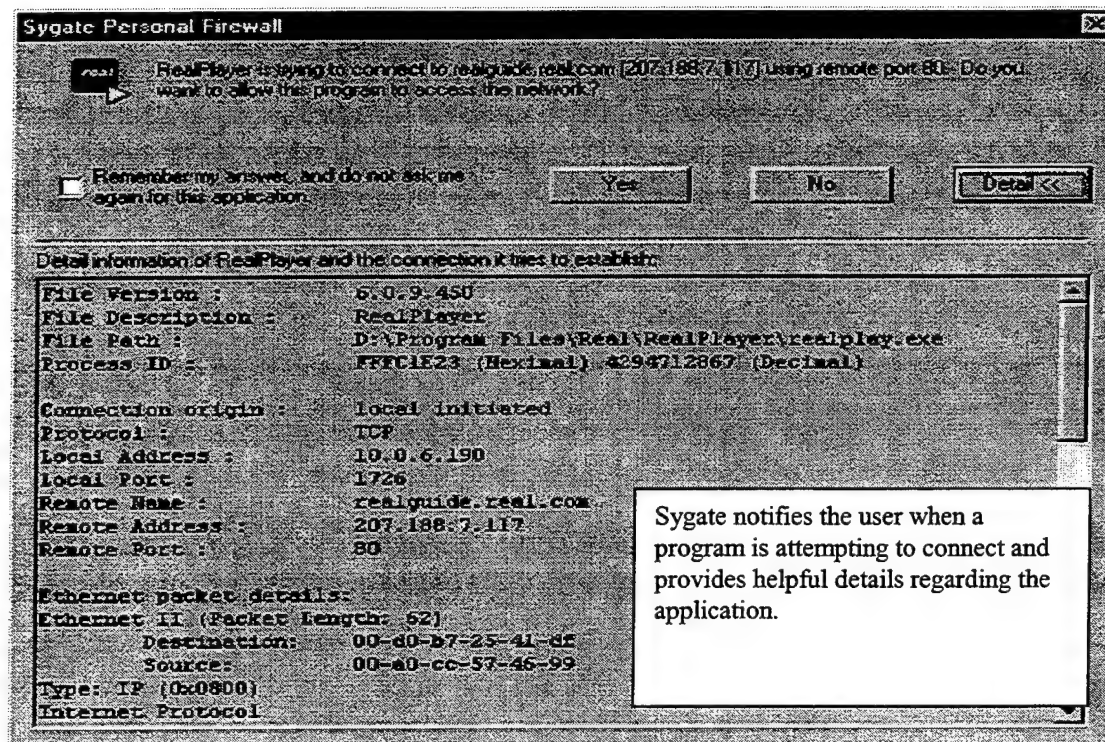 Sygate Personal Firewall
real
RealPlayer is trying to connect to realguide.real.com [207.188.7.117] using remote port 80. Do you
want to allow this program to access the network?
Remember my answer, and do not ask me
again for this application.
Yes
No
Detail <<
Detail information of RealPlayer and the connection it tries to establish:
File Version : 6.0.9.450
File Description : RealPlayer
File Path : D:\Program Files\Real\RealPlayer\realplay.exe
Process ID : FFFC1E23 (Heximal) 4294712867 (Decimal)
Connection origin : local initiated
Protocol : TCP
Local Address : 10.0.6.190
Local Port : 1726
Remote Name : realguide.real.com
Remote Address : 207.188.7.117
Remote Port : 80
Ethernet packet details:
Ethernet II (Packet Length: 62)
Destination: 00-d0-b7-25-41-df
Source: 00-a0-cc-57-46-99
Type: IP (0x0800)
Internet Protocol
Sygate notifies the user when a
program is attempting to connect and
provides helpful details regarding the
application.